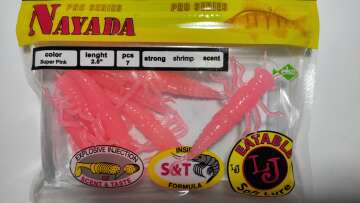 PRO SERIES
PRO SERIES
NAYADA
color
Super Pink
lenght
2.5"
pcs
7
strong shrimp scent
EXPLOSIVE INJECTION
SCENT & TASTE
INSIDE
S&T
FORMULA
EATABLE
LJ
Soft Lure